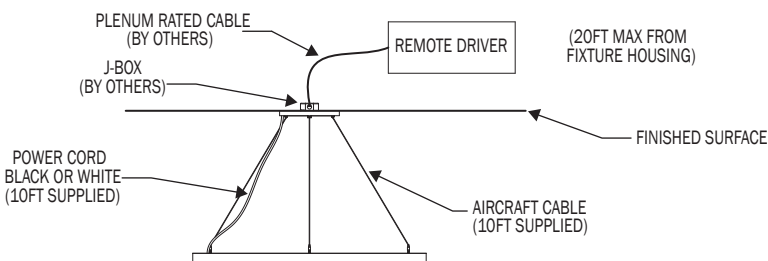 PLENUM RATED CABLE
(BY OTHERS)
REMOTE DRIVER
(20FT MAX FROM
FIXTURE HOUSING)
J-BOX
(BY OTHERS)
FINISHED SURFACE
POWER CORD
BLACK OR WHITE
(10FT SUPPLIED)
AIRCRAFT CABLE
(10FT SUPPLIED)